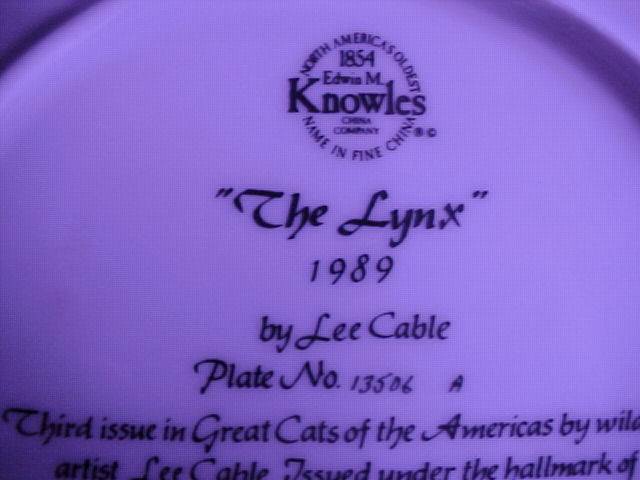 NORTH AMERICA'S OLDEST
1854
Edwin M.
Knowles
CHINA
COMPANY
NAME IN FINE CHINA
® ©
"The Lynx"
1989
by Lee Cable
Plate No. 13506 A
Third issue in Great Cats of the Americas by wild
artist Lee Cable. Issued under the hallmark of